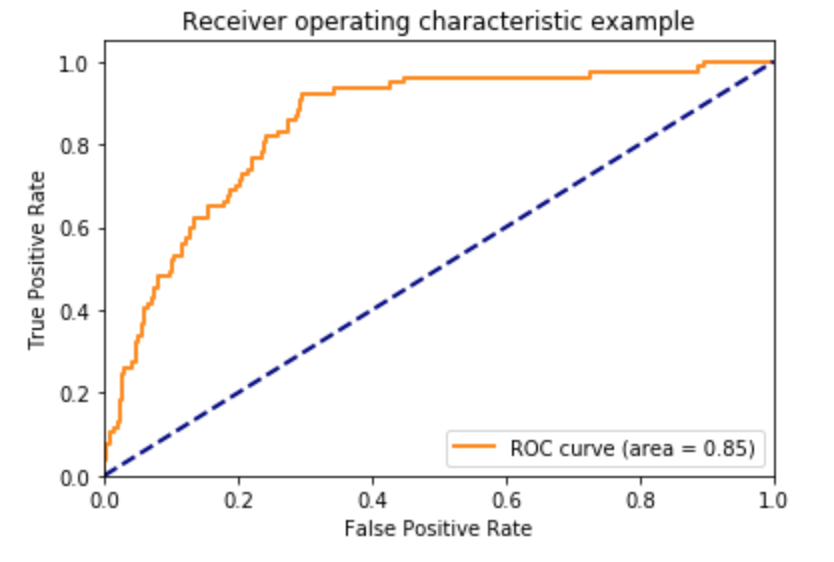 Receiver operating characteristic example
1.0
0.8
0.6
0.4
0.2
0.0
True Positive Rate
ROC curve (area = 0.85)
0.0 0.2 0.4 0.6 0.8 1.0
False Positive Rate